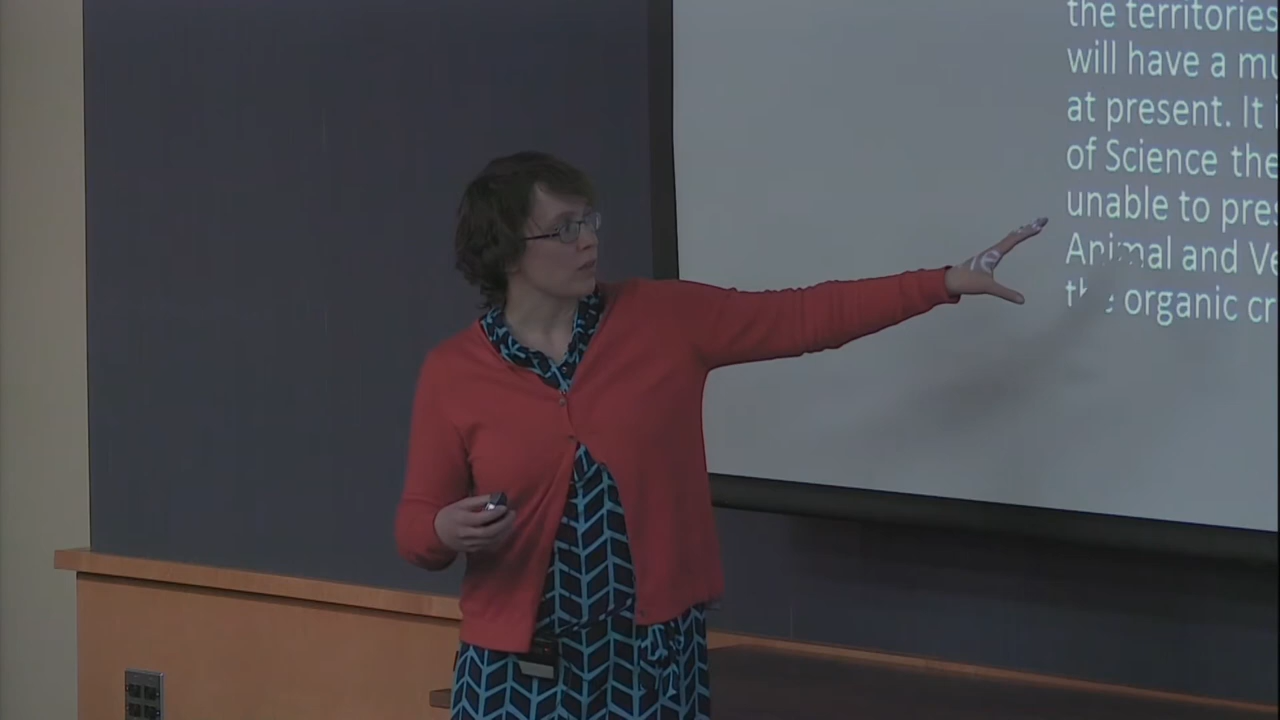 the territories
will have a mu
at present. It i
of Science the
unable to pres
Animal and Ve
the organic cr